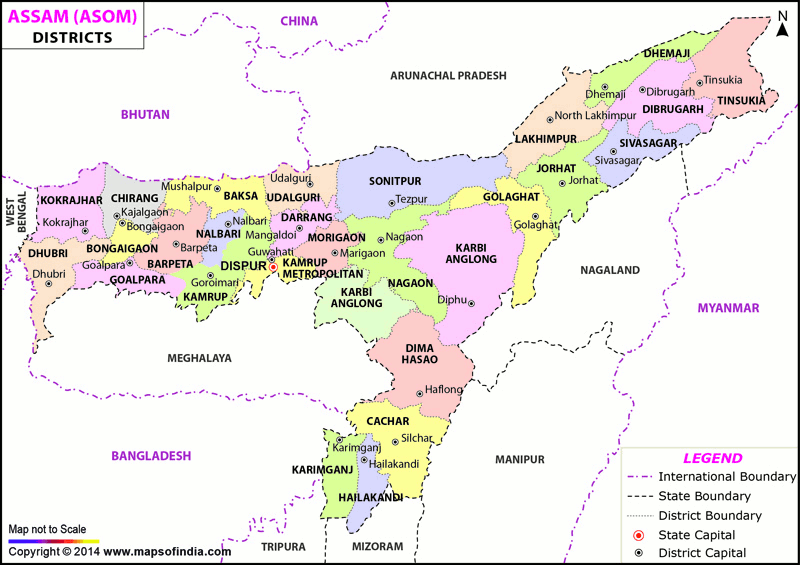 ASSAM (ASOM)
DISTRICTS
CHINA
N
ARUNACHAL PRADESH
BHUTAN
DHEMAJI
Dhemaji
Dibrugarh
DIBRUGARH
Tinsukia
TINSUKIA
North Lakhimpur
LAKHIMPUR
SIVASAGAR
Sivasagar
JORHAT
Jorhat
WEST
BENGAL
KOKRAJHAR
Kokrajhar
CHIRANG
Kajalgaon
Bongaigaon
BONGAIGAON
Mushalpur
BAKSA
Udalguri
UDALGURI
SONITPUR
Tezpur
GOLAGHAT
Golaghat
DHUBRI
Dhubri
Goalpara
GOALPARA
Barpeta
BARPETA
Nalbari
NALBARI
DARRANG
Mangaldoi
Guwahati
DISPUR
Goroimari
KAMRUP
KAMRUP
METROPOLITAN
MORIGAON
Marigaon
Nagaon
NAGAON
KARBI
ANGLONG
KARBI
ANGLONG
Diphu
NAGALAND
MYANMAR
MEGHALAYA
DIMA
HASAO
Haflong
CACHAR
Silchar
Karimganj
KARIMGANJ
Hailakandi
HAILAKANDI
BANGLADESH
MANIPUR
TRIPURA
MIZORAM
LEGEND
International Boundary
State Boundary
District Boundary
State Capital
District Capital
Map not to Scale
Copyright © 2014 www.mapsofindia.com